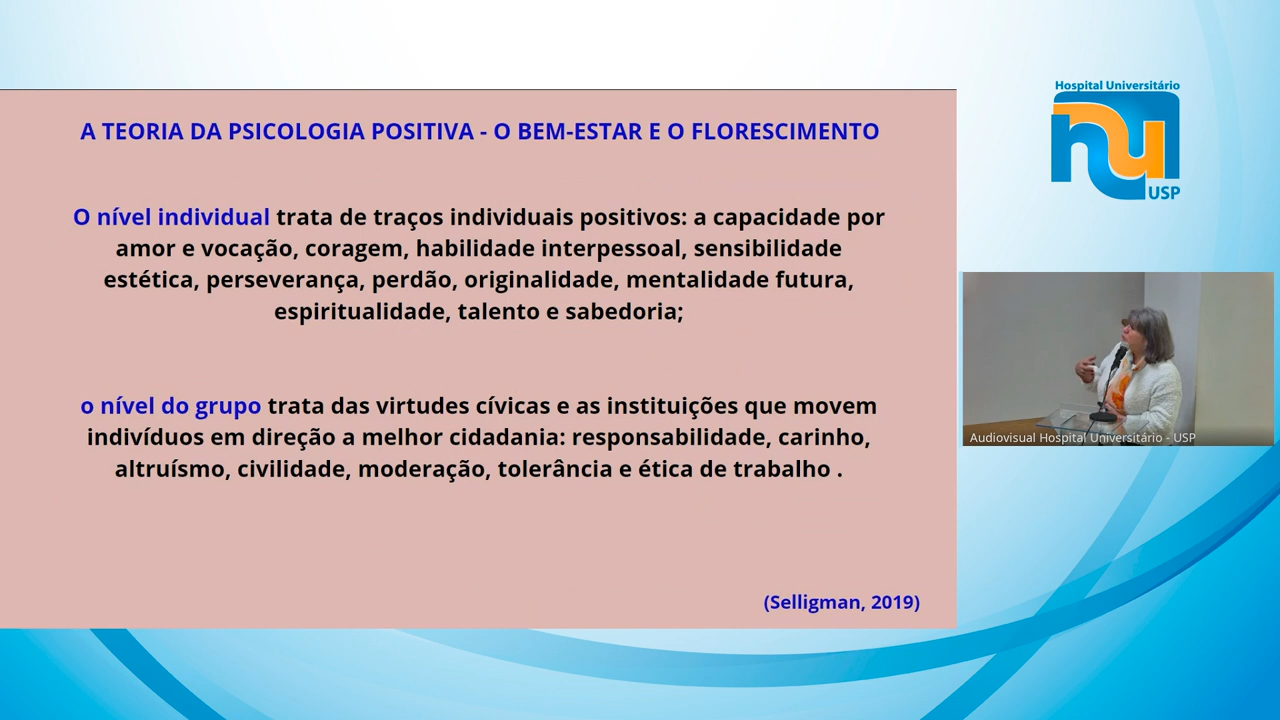 A TEORIA DA PSICOLOGIA POSITIVA - O BEM-ESTAR E O FLORESCIMENTO
O nível individual trata de traços individuais positivos: a capacidade por
amor e vocação, coragem, habilidade interpessoal, sensibilidade
estética, perseverança, perdão, originalidade, mentalidade futura,
espiritualidade, talento e sabedoria;
o nível do grupo trata das virtudes cívicas e as instituições que movem
indivíduos em direção a melhor cidadania: responsabilidade, carinho,
altruísmo, civilidade, moderação, tolerância e ética de trabalho .
(Selligman, 2019)
Hospital Universitário
hu
USP
Audiovisual Hospital Universitário - USP